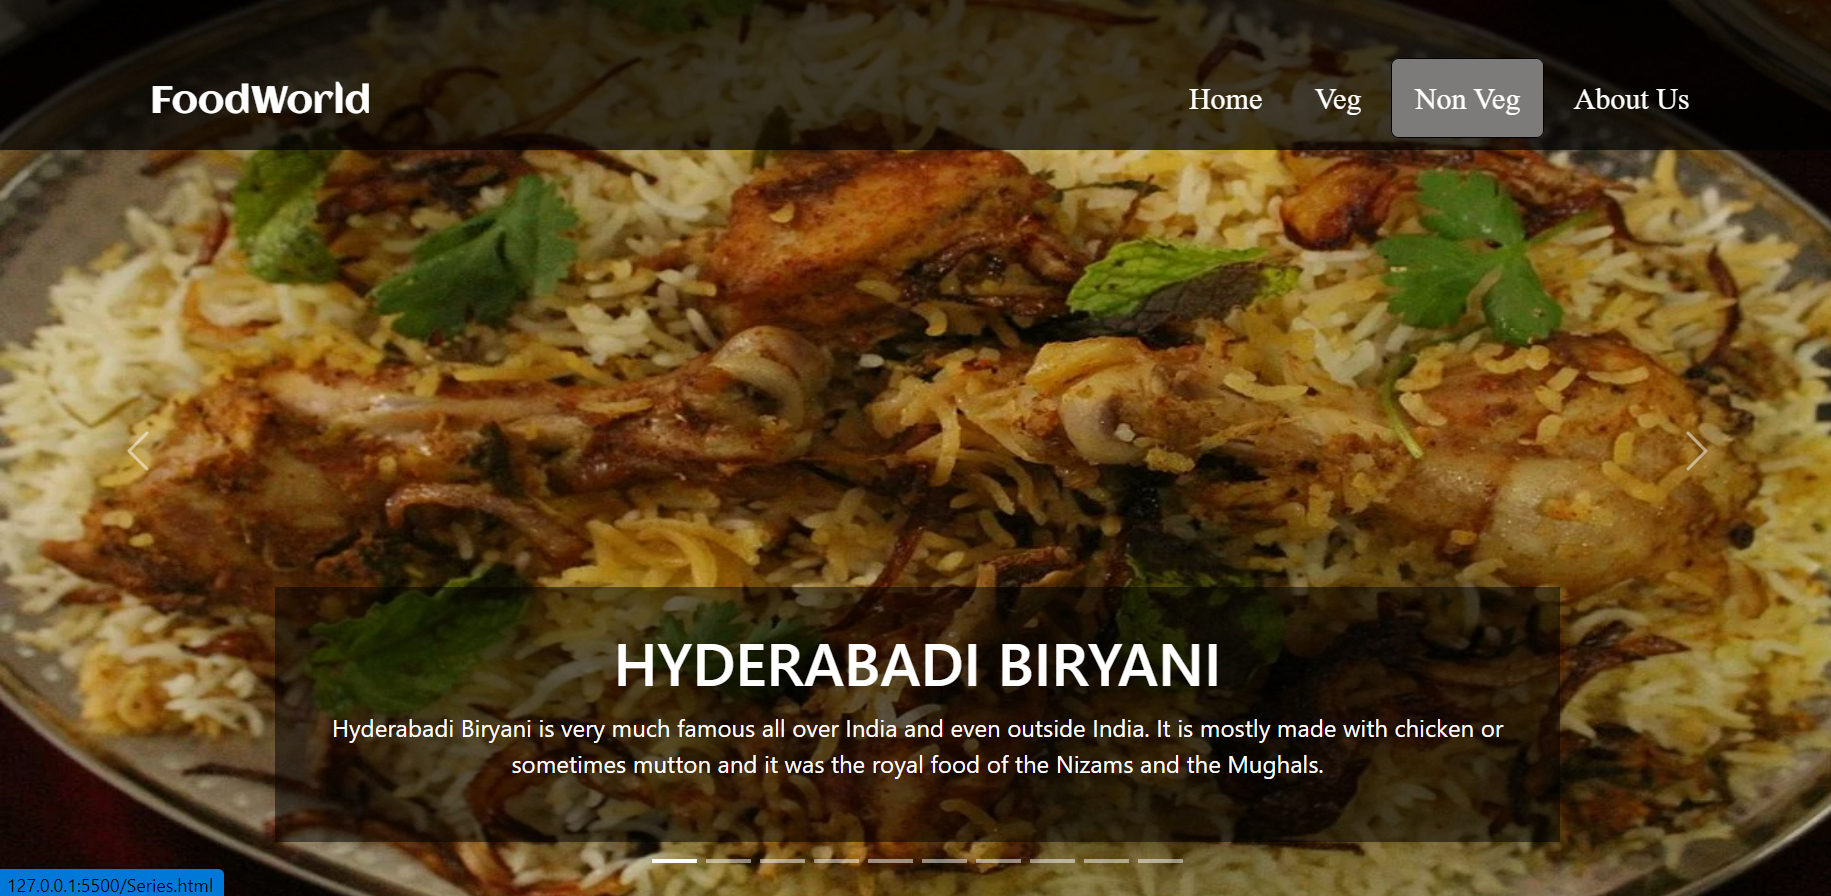 FoodWorld
Home Veg Non Veg About Us
HYDERABADI BIRYANI
Hyderabadi Biryani is very much famous all over India and even outside India. It is mostly made with chicken or
sometimes mutton and it was the royal food of the Nizams and the Mughals.
127.0.0.1:5500/Series.html